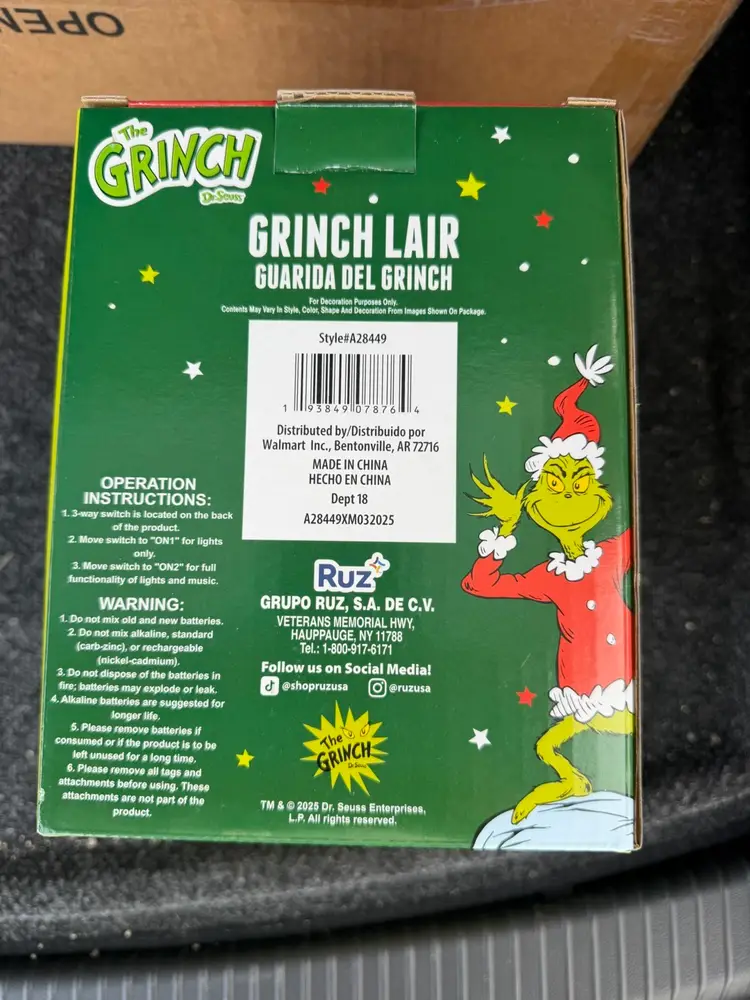 OPEN
The
GRINCH
Dr. Seuss
GRINCH LAIR
GUARIDA DEL GRINCH
For Decoration Purposes Only.
Contents May Vary In Style, Color, Shape And Decoration From Images Shown On Package.
Style#A28449
1 93849 07876 4
Distributed by/Distribuido por
Walmart Inc., Bentonville, AR 72716
MADE IN CHINA
HECHO EN CHINA
Dept 18
A28449XM032025
OPERATION
INSTRUCTIONS:
1. 3-way switch is located on the back
of the product.
2. Move switch to "ON1" for lights
only.
3. Move switch to "ON2" for full
functionality of lights and music.
WARNING:
1. Do not mix old and new batteries.
2. Do not mix alkaline, standard
(carb-zinc), or rechargeable
(nickel-cadmium).
3. Do not dispose of the batteries in
fire; batteries may explode or leak.
4. Alkaline batteries are suggested for
longer life.
5. Please remove batteries if
consumed or if the product is to be
left unused for a long time.
6. Please remove all tags and
attachments before using. These
attachments are not part of the
product.
Ruz
GRUPO RUZ, S.A. DE C.V.
VETERANS MEMORIAL HWY,
HAUPPAUGE, NY 11788
Tel.: 1-800-917-6171
Follow us on Social Media!
@shopruzusa @ruzusa
The
GRINCH
Dr. Seuss
TM & © 2025 Dr. Seuss Enterprises,
L.P. All rights reserved.